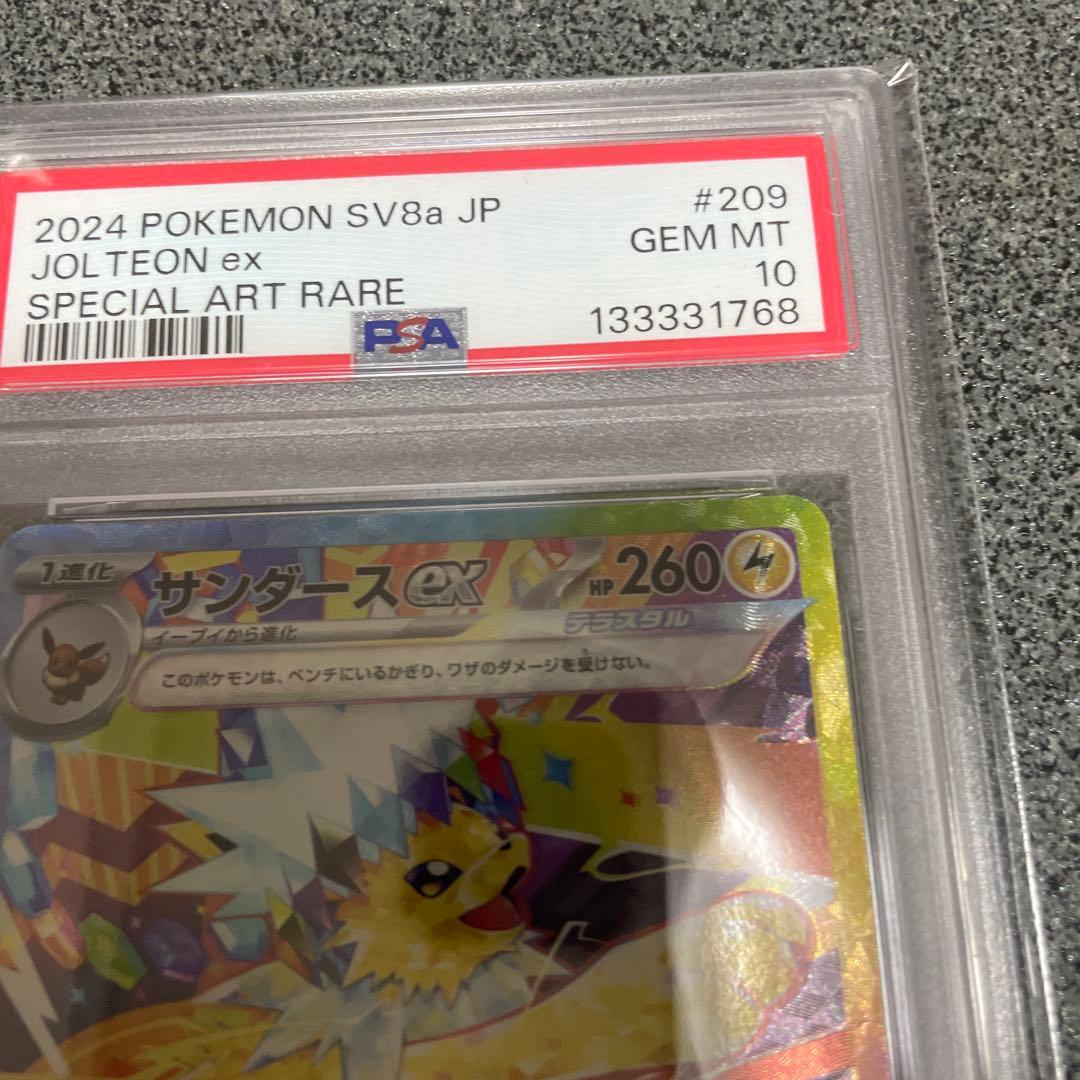 2024 POKEMON SV8a JP #209
JOLTEON ex GEM MT
SPECIAL ART RARE 10
PSA 133331768
1進化 サンダースex HP 260
イーブイから進化 テラスタル
このポケモンは、ベンチにいるかぎり、ワザのダメージを受けない。